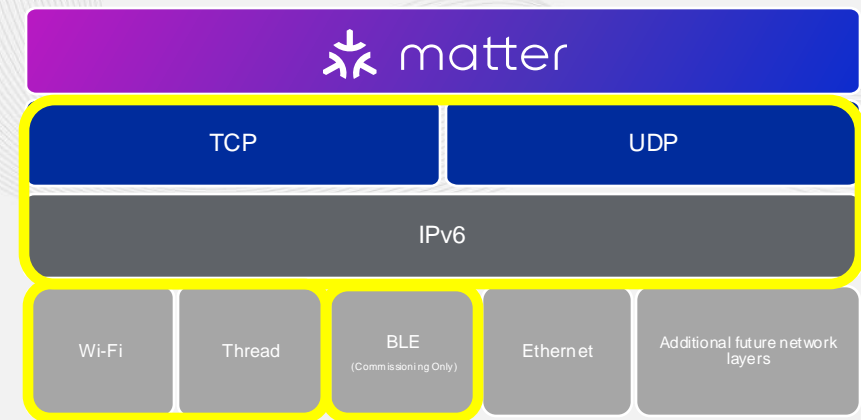 matter
TCP
UDP
IPv6
Wi-Fi
Thread
BLE
(Commissioning Only)
Ethernet
Additional future network
layers